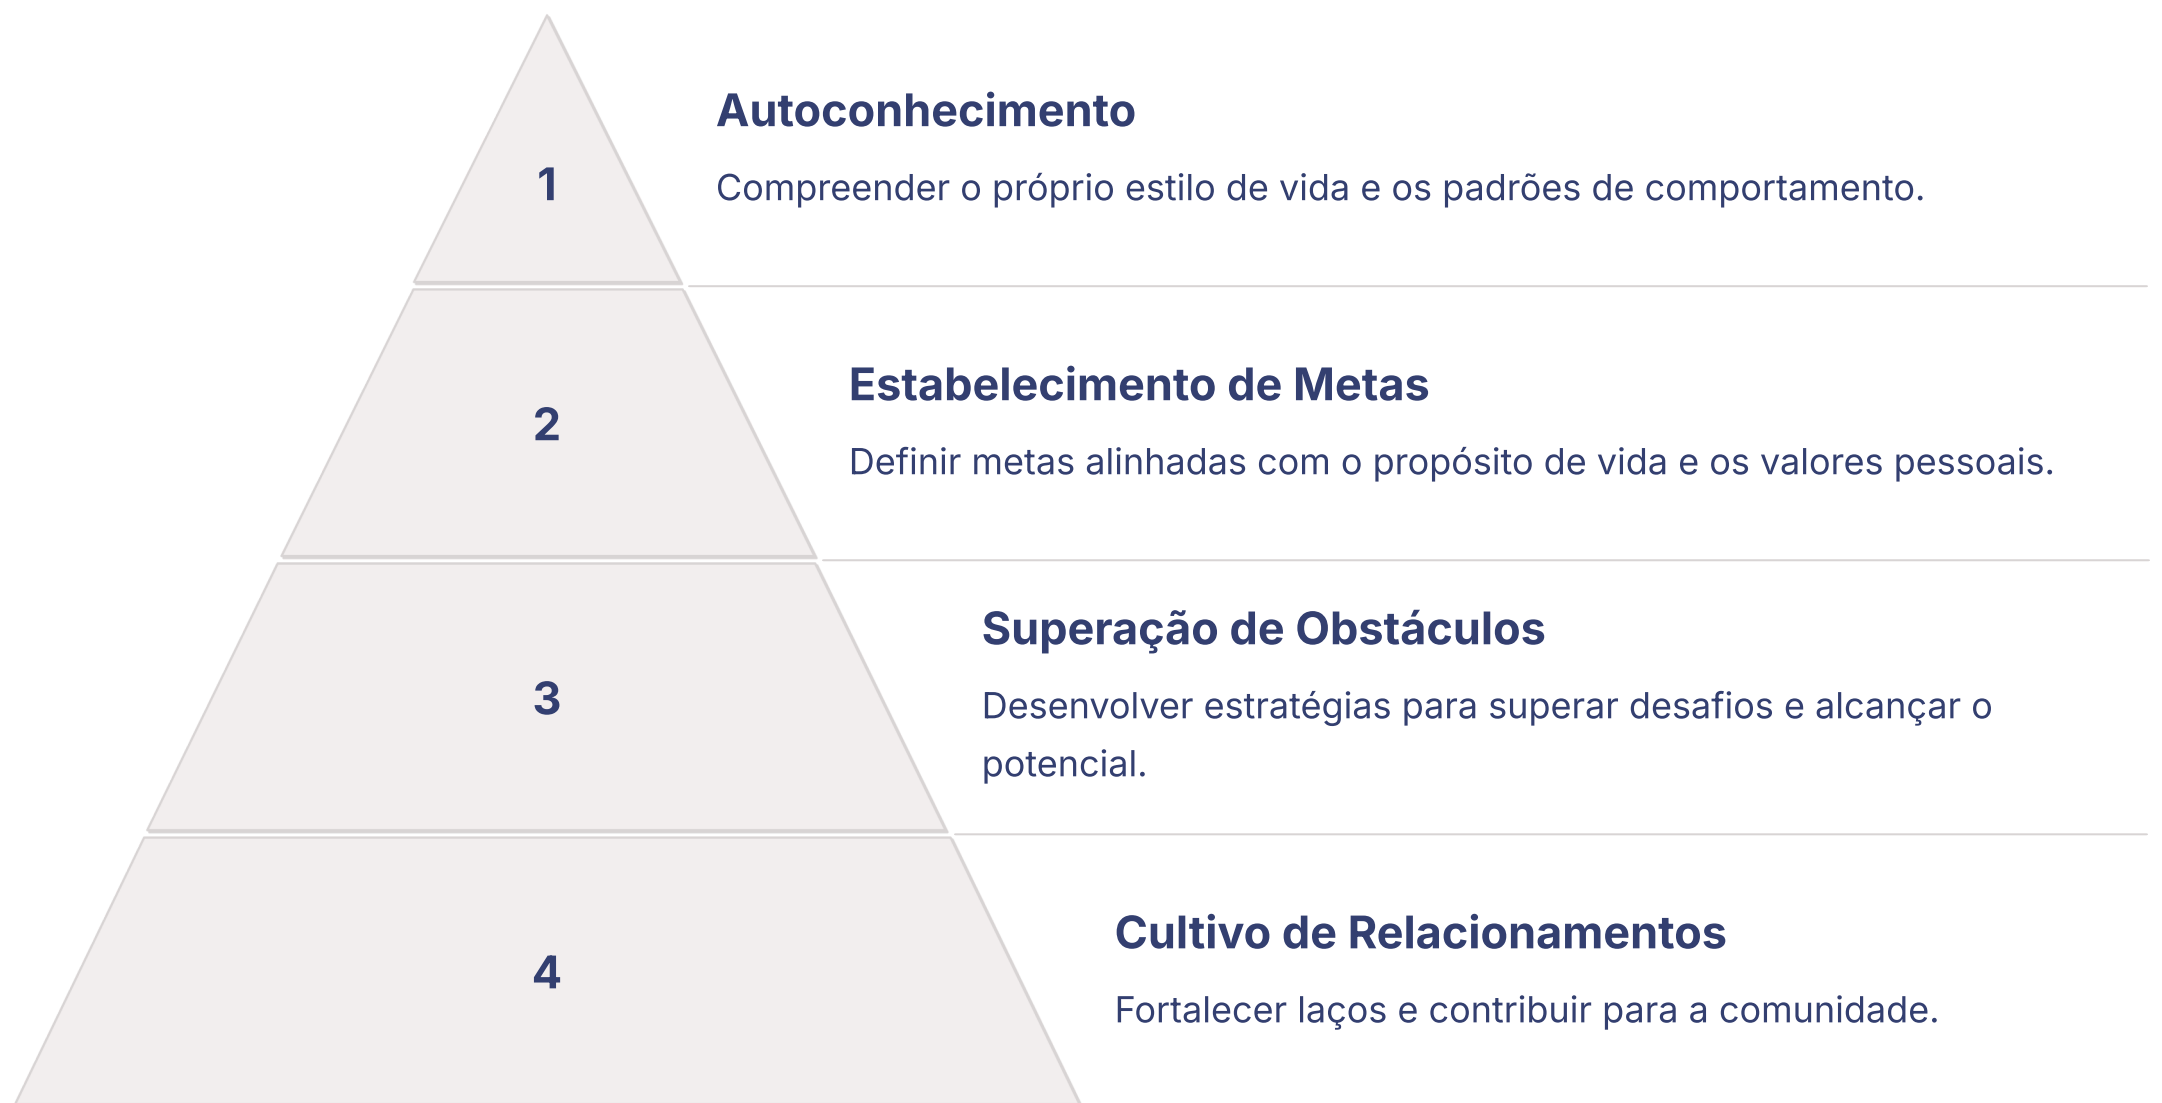 1
Autoconhecimento
Compreender o próprio estilo de vida e os padrões de comportamento.
2
Estabelecimento de Metas
Definir metas alinhadas com o propósito de vida e os valores pessoais.
3
Superação de Obstáculos
Desenvolver estratégias para superar desafios e alcançar o
potencial.
4
Cultivo de Relacionamentos
Fortalecer laços e contribuir para a comunidade.